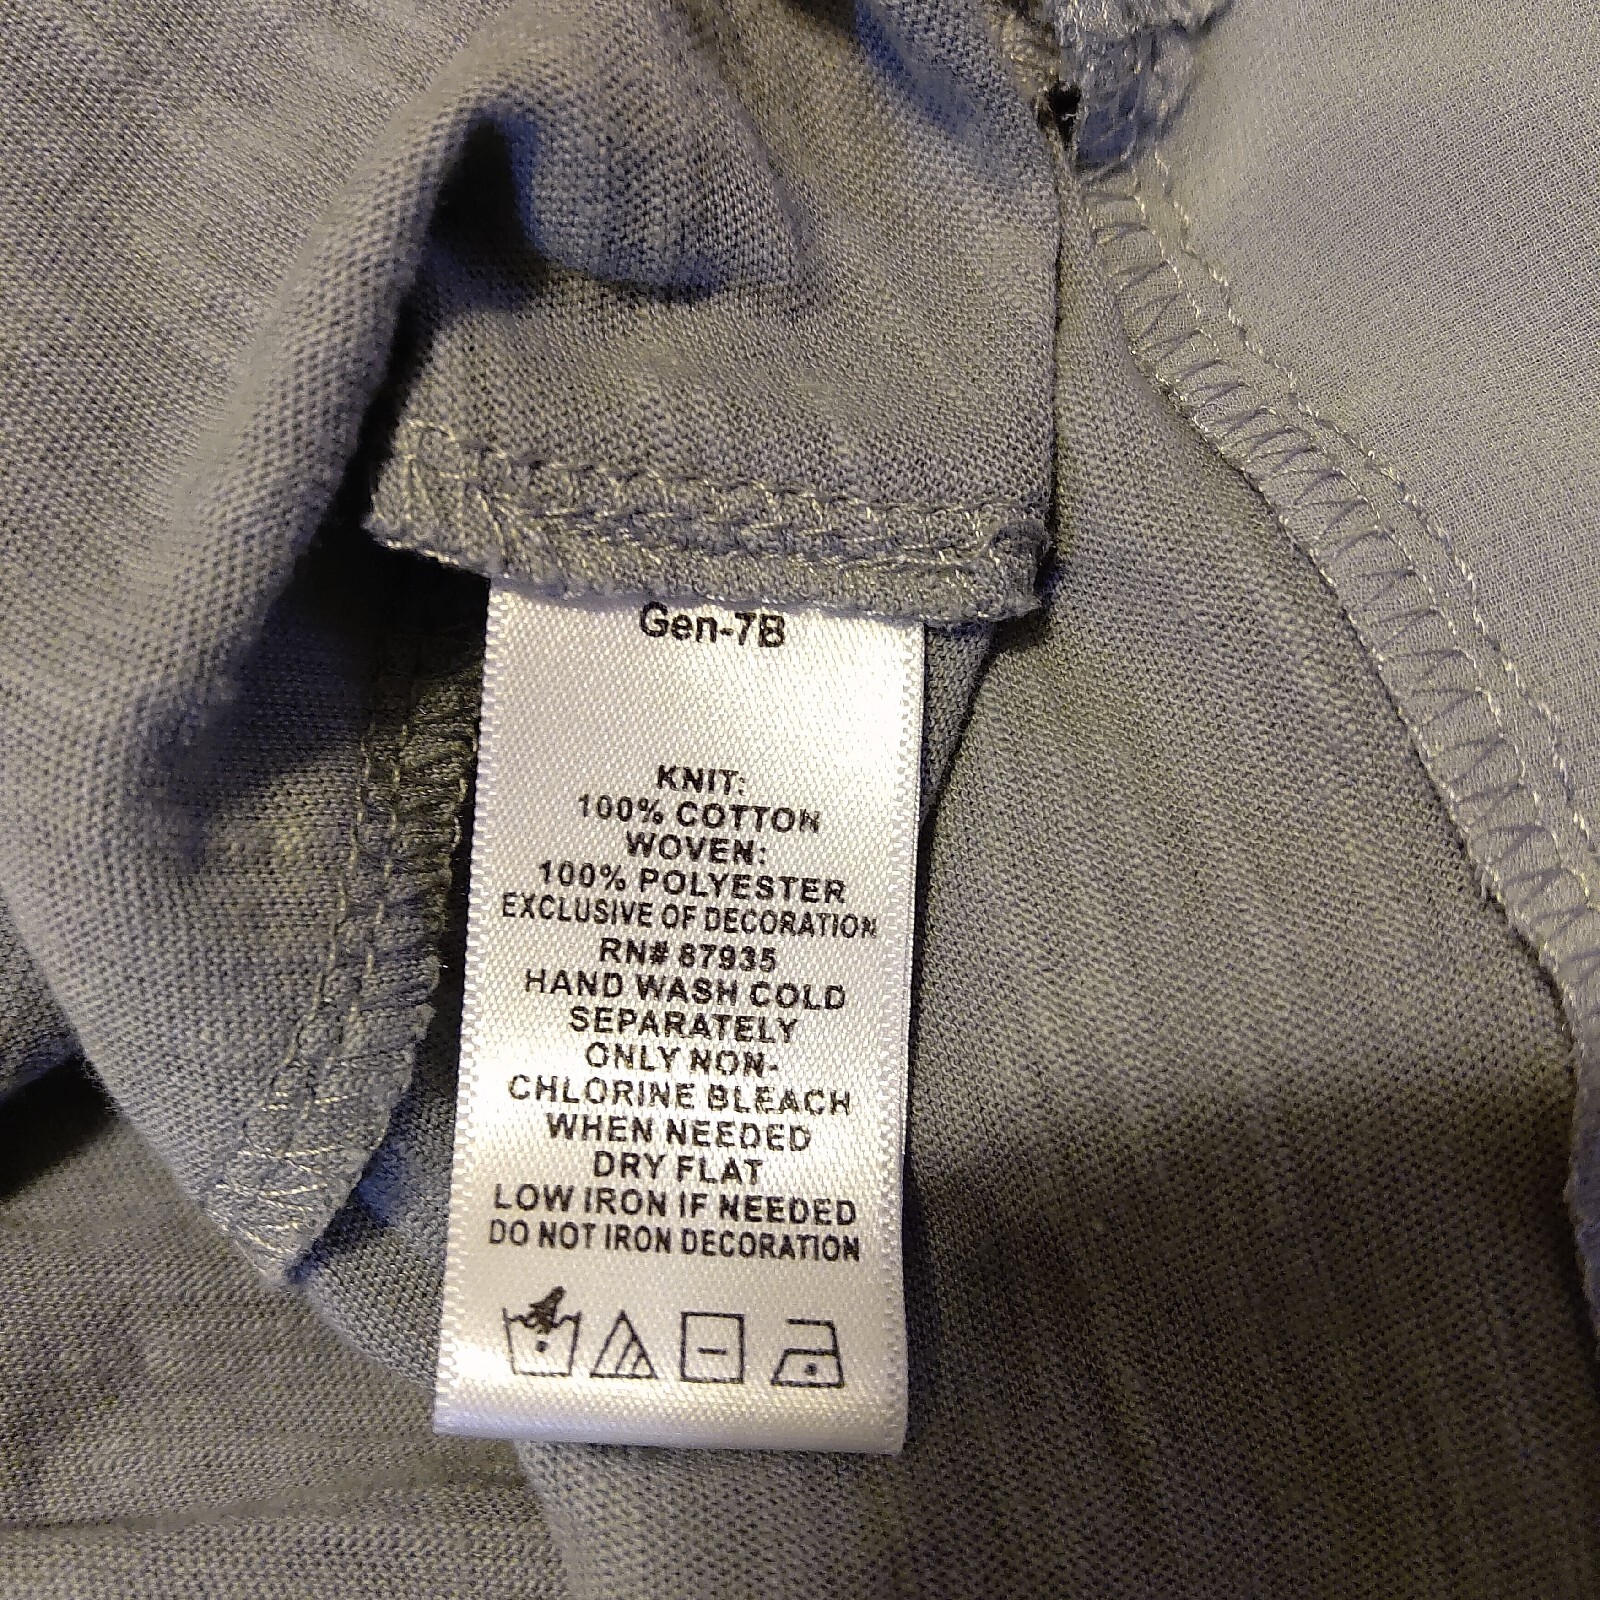 Gen-7B
KNIT:
100% COTTON
WOVEN:
100% POLYESTER
EXCLUSIVE OF DECORATION
RN# 87935
HAND WASH COLD
SEPARATELY
ONLY NON-
CHLORINE BLEACH
WHEN NEEDED
DRY FLAT
LOW IRON IF NEEDED
DO NOT IRON DECORATION